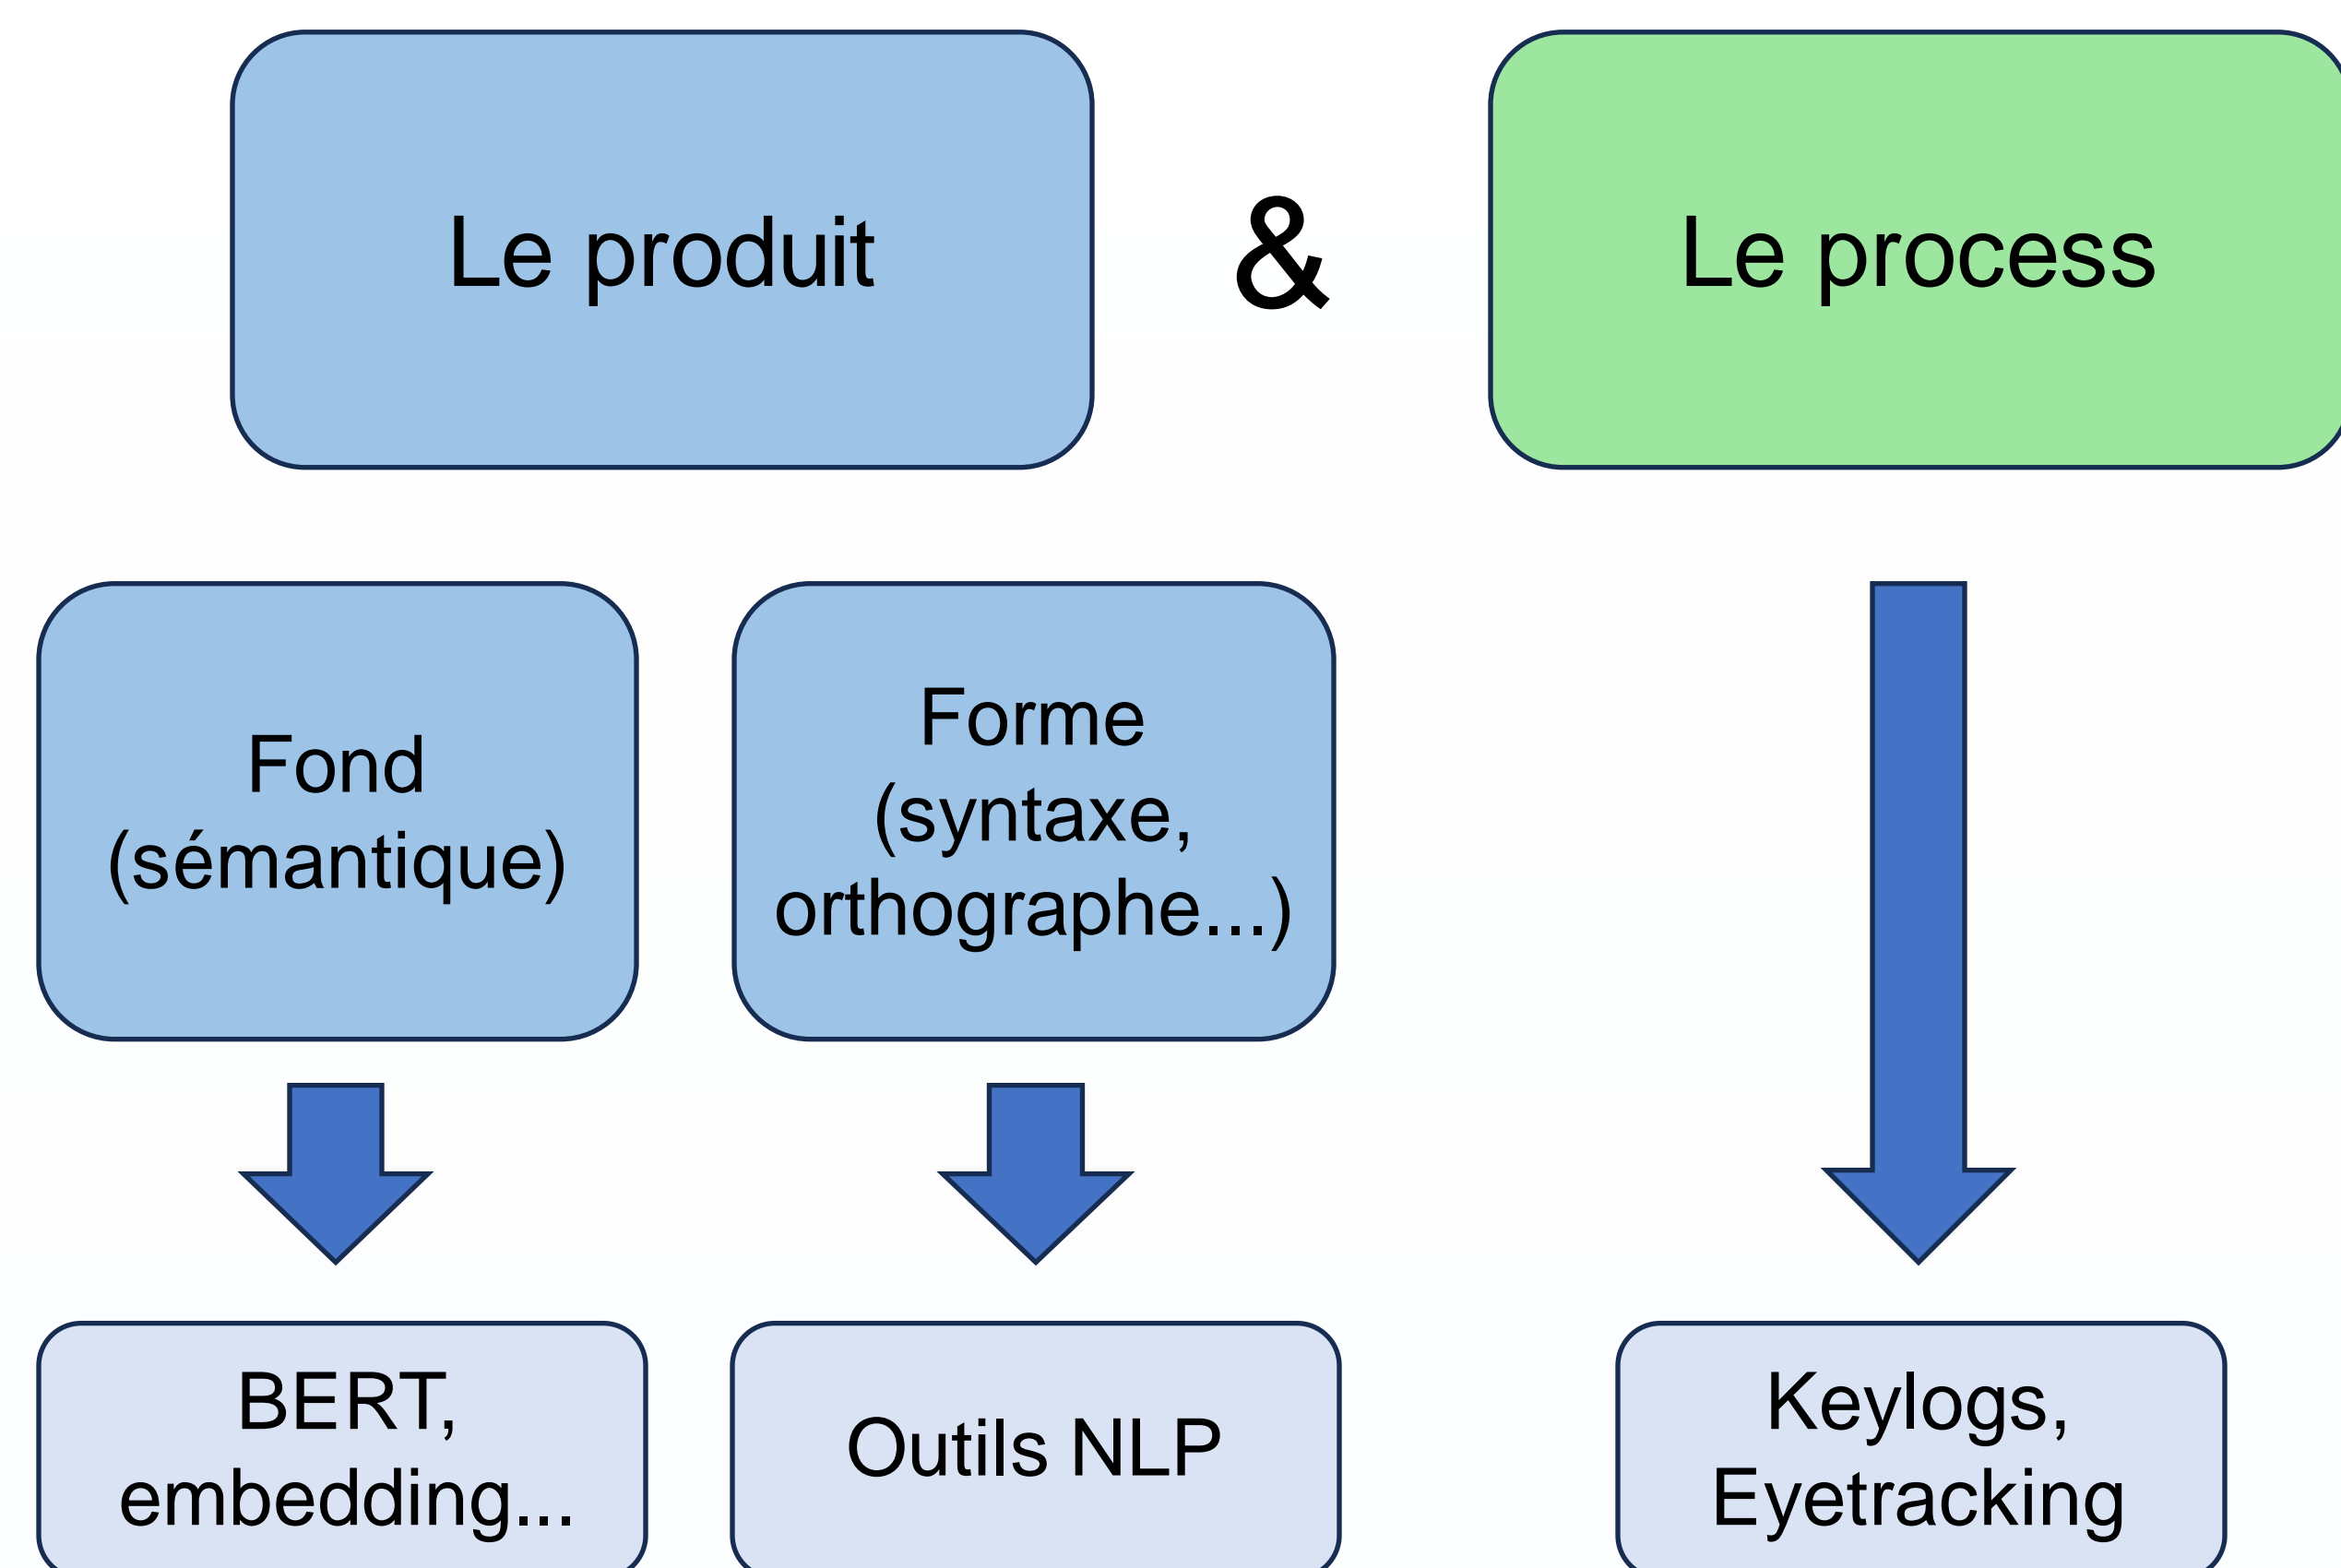 Le produit
&
Le process
Fond
(sémantique)
Forme
(syntaxe,
orthographe...)
BERT,
embedding...
Outils NLP
Keylogs,
Eyetracking